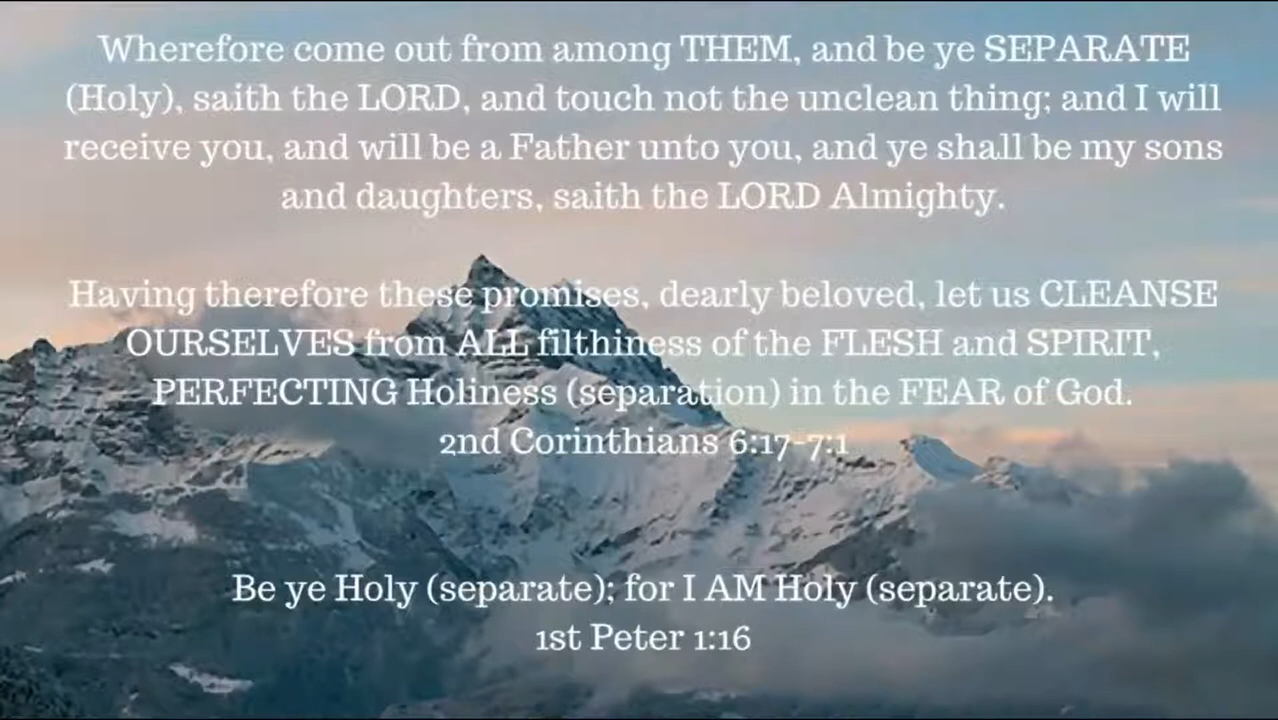 Wherefore come out from among THEM, and be ye SEPARATE
(Holy), saith the LORD, and touch not the unclean thing; and I will
receive you, and will be a Father unto you, and ye shall be my sons
and daughters, saith the LORD Almighty.
Having therefore these promises, dearly beloved, let us CLEANSE
OURSELVES from ALL filthiness of the FLESH and SPIRIT,
PERFECTING Holiness (separation) in the FEAR of God.
2nd Corinthians 6:17-7:1
Be ye Holy (separate); for I AM Holy (separate).
1st Peter 1:16